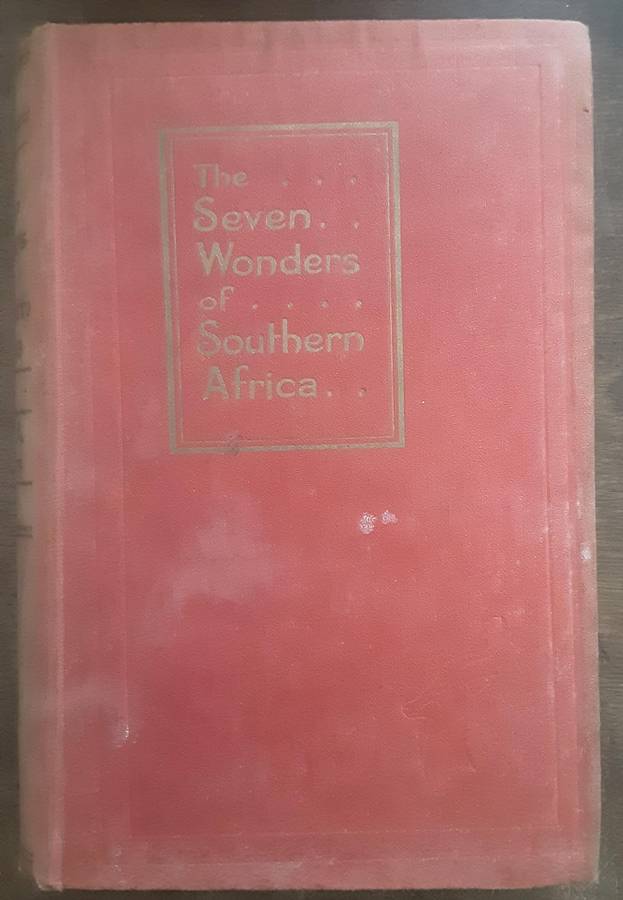 The . . .
Seven . .
Wonders
of . . . .
Southern
Africa . .